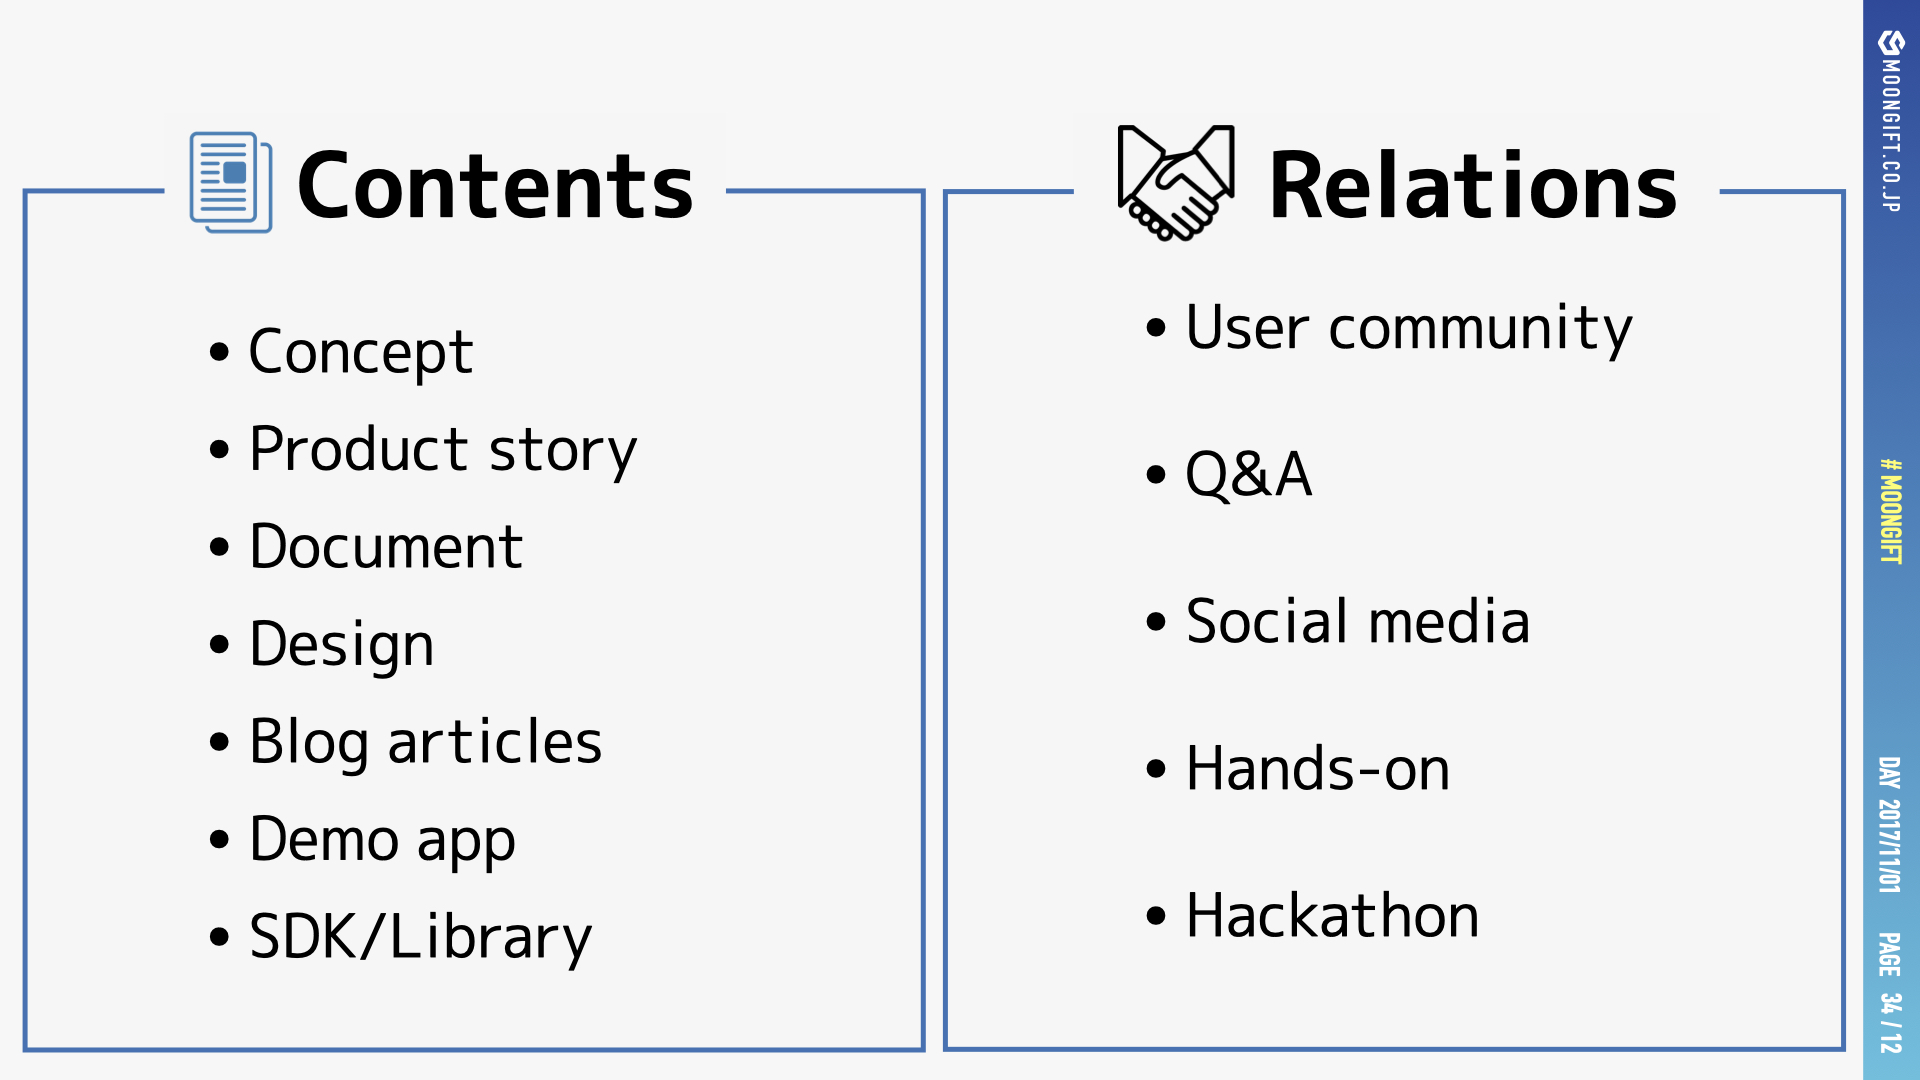 Contents
Concept
Product story
Document
Design
Blog articles
Demo app
SDK/Library
Relations
User community
Q&A
Social media
Hands-on
Hackathon
MOONGIFT.CO.JP
#MOONGIFT
DAY 2017/11/01
PAGE 34 / 12